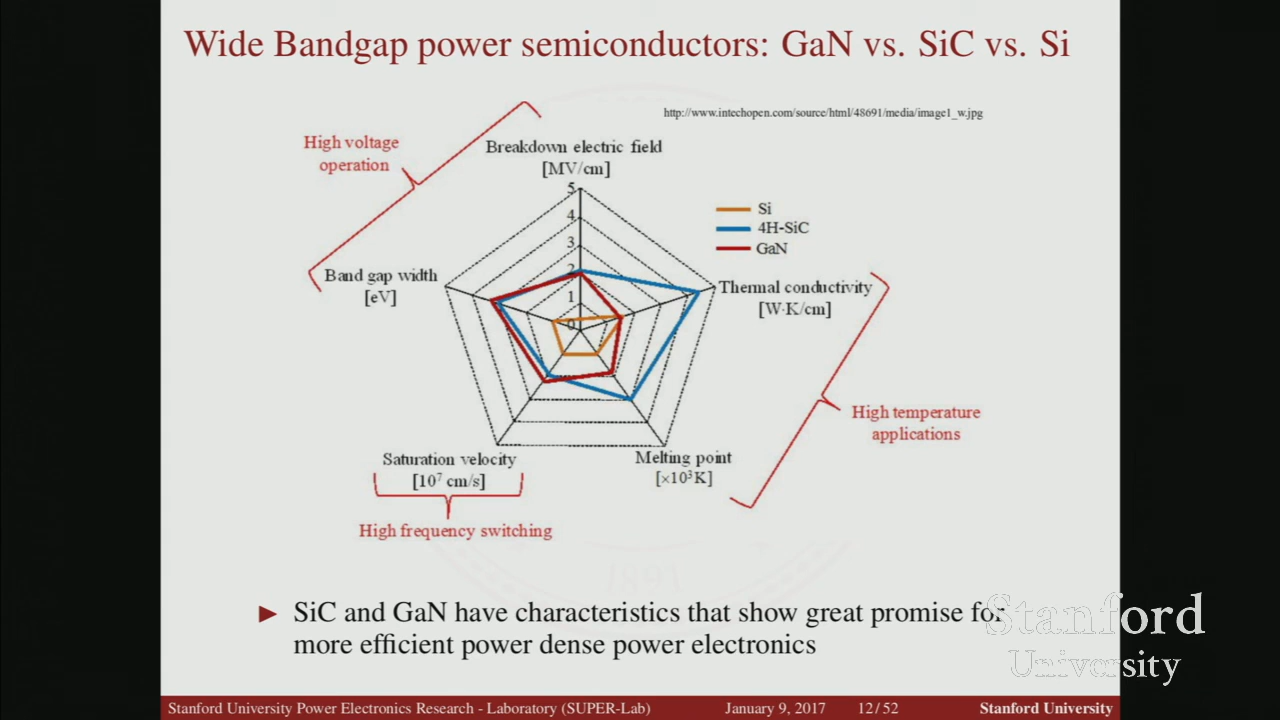 Wide Bandgap power semiconductors: GaN vs. SiC vs. Si
http://www.intechopen.com/source/html/48691/media/image1_w.jpg
High voltage
operation
Breakdown electric field
[MV/cm]
5
4
3
2
1
0
Si
4H-SiC
GaN
Band gap width
[eV]
Thermal conductivity
[W·K/cm]
High temperature
applications
Saturation velocity
[10⁷ cm/s]
Melting point
[×10³K]
High frequency switching
SiC and GaN have characteristics that show great promise for
more efficient power dense power electronics
Stanford
University
Stanford University Power Electronics Research - Laboratory (SUPER-Lab) January 9, 2017 12 / 52 Stanford University